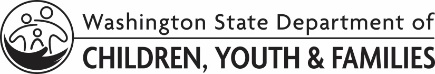 Washington State Department of
CHILDREN, YOUTH & FAMILIES